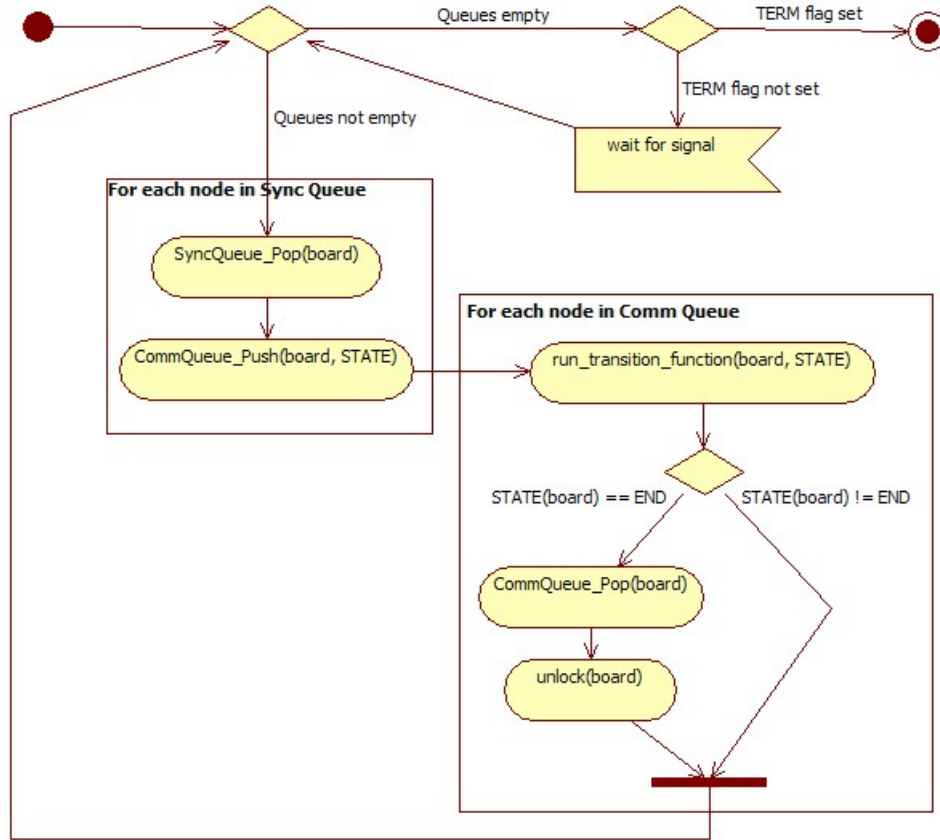 Queues empty
TERM flag set
TERM flag not set
Queues not empty
wait for signal
For each node in Sync Queue
SyncQueue_Pop(board)
CommQueue_Push(board, STATE)
For each node in Comm Queue
run_transition_function(board, STATE)
STATE(board) == END
STATE(board) != END
CommQueue_Pop(board)
unlock(board)